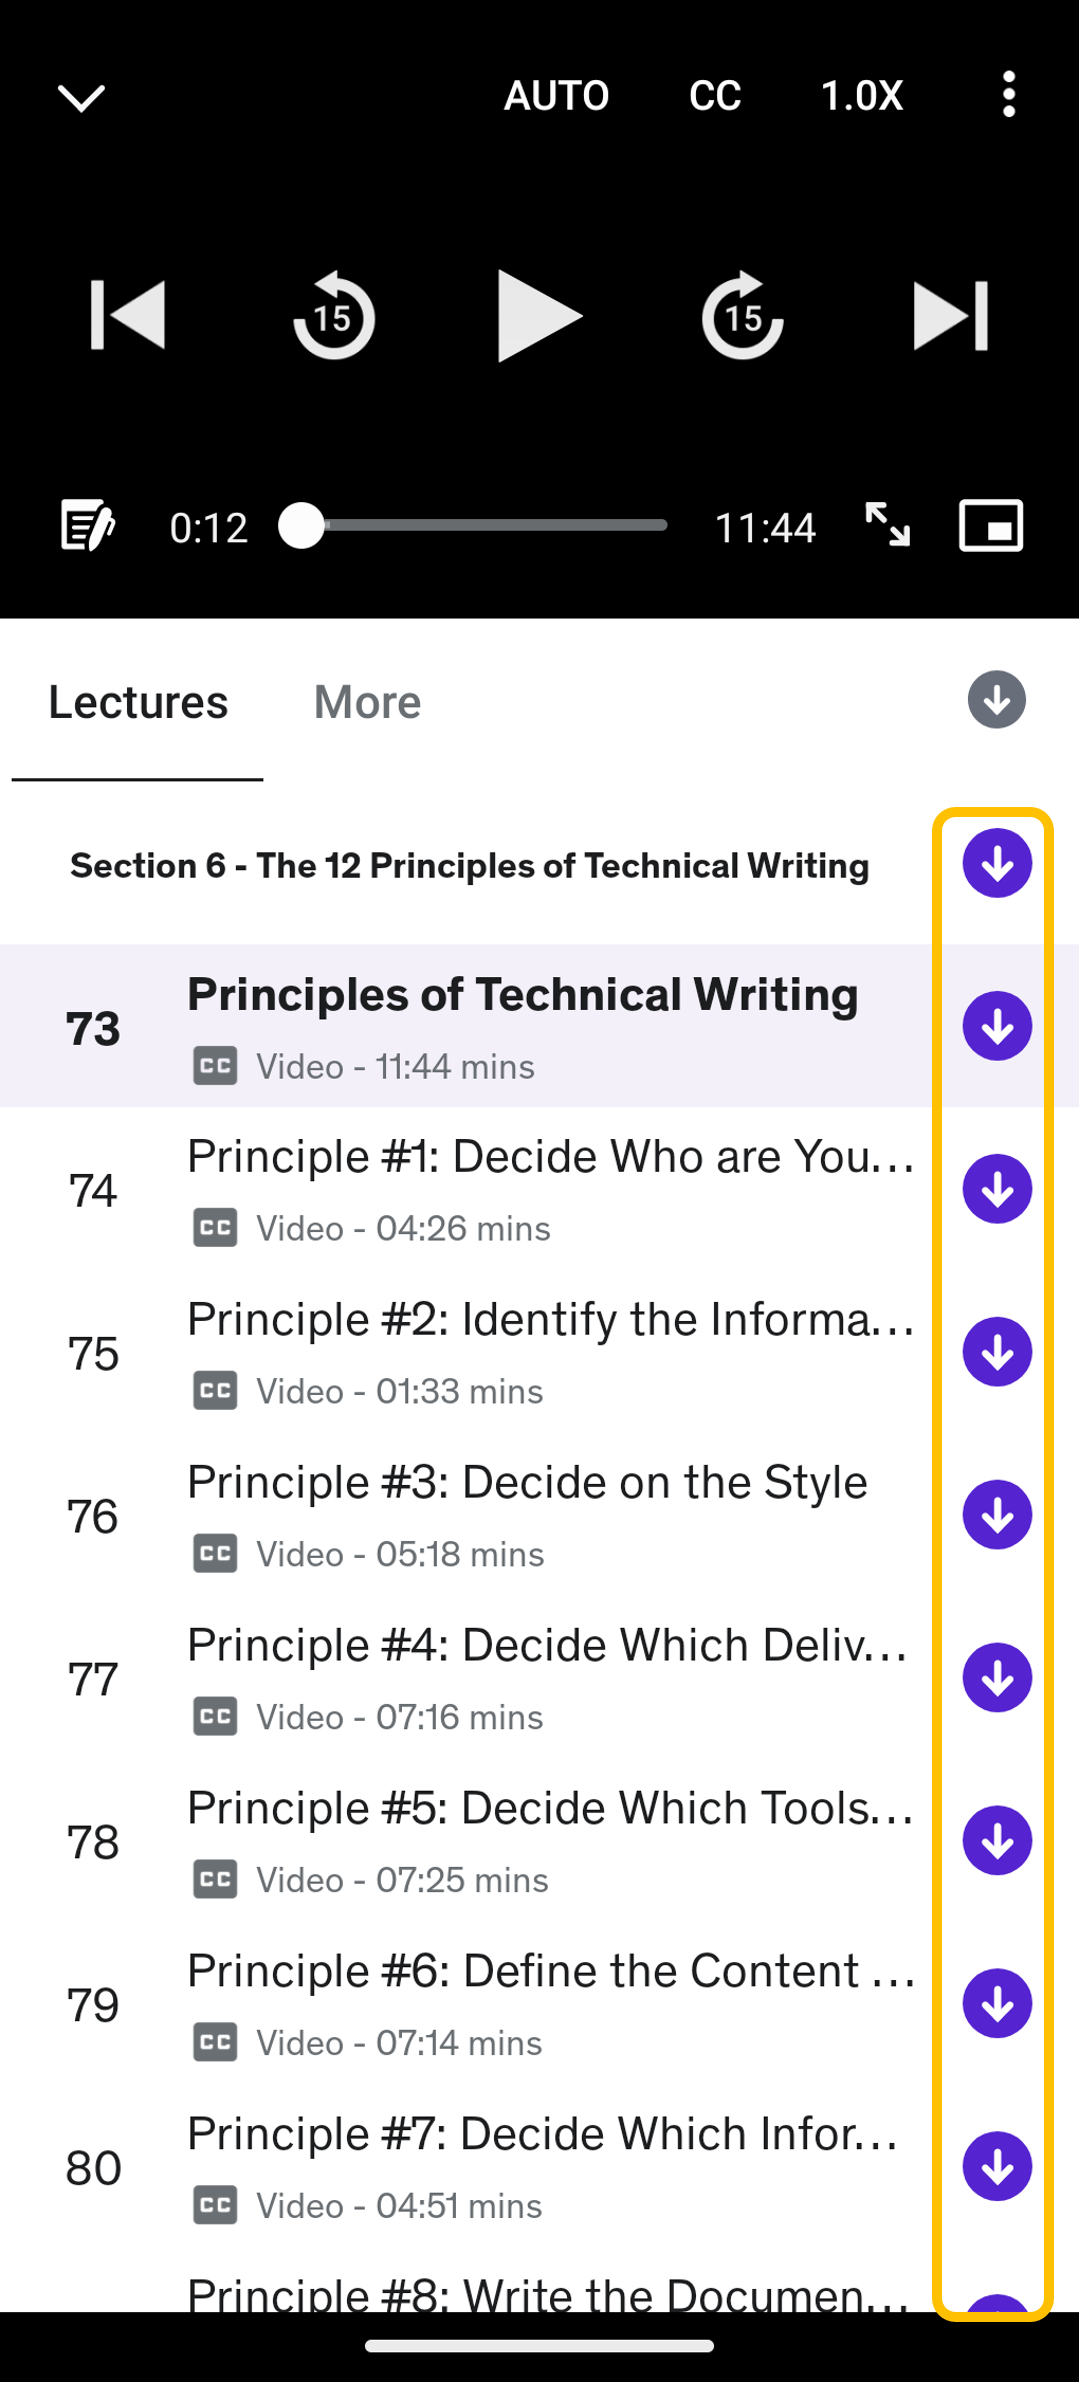 AUTO CC 1.0X
15 15
0:12 11:44
Lectures More
Section 6 - The 12 Principles of Technical Writing
73
Principles of Technical Writing
CC Video - 11:44 mins
74
Principle #1: Decide Who are You...
CC Video - 04:26 mins
75
Principle #2: Identify the Informa...
CC Video - 01:33 mins
76
Principle #3: Decide on the Style
CC Video - 05:18 mins
77
Principle #4: Decide Which Deliv...
CC Video - 07:16 mins
78
Principle #5: Decide Which Tools...
CC Video - 07:25 mins
79
Principle #6: Define the Content ...
CC Video - 07:14 mins
80
Principle #7: Decide Which Infor...
CC Video - 04:51 mins
Principle #8: Write the Documen...